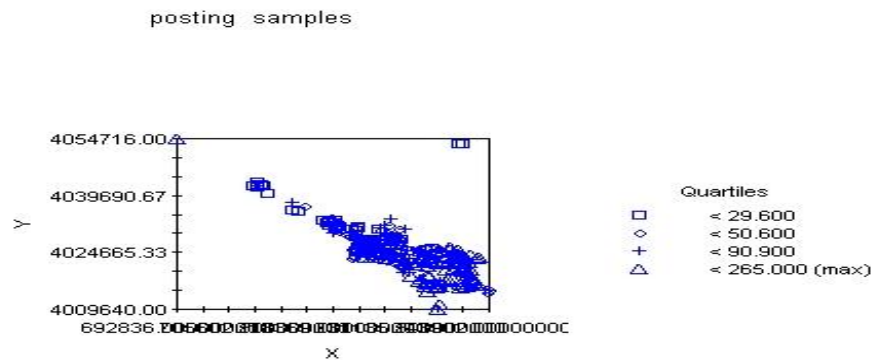 posting samples
4054716.00
4039690.67
4024665.33
4009640.00
Y
X
Quartiles
< 29.600
< 50.600
< 90.900
< 265.000 (max)